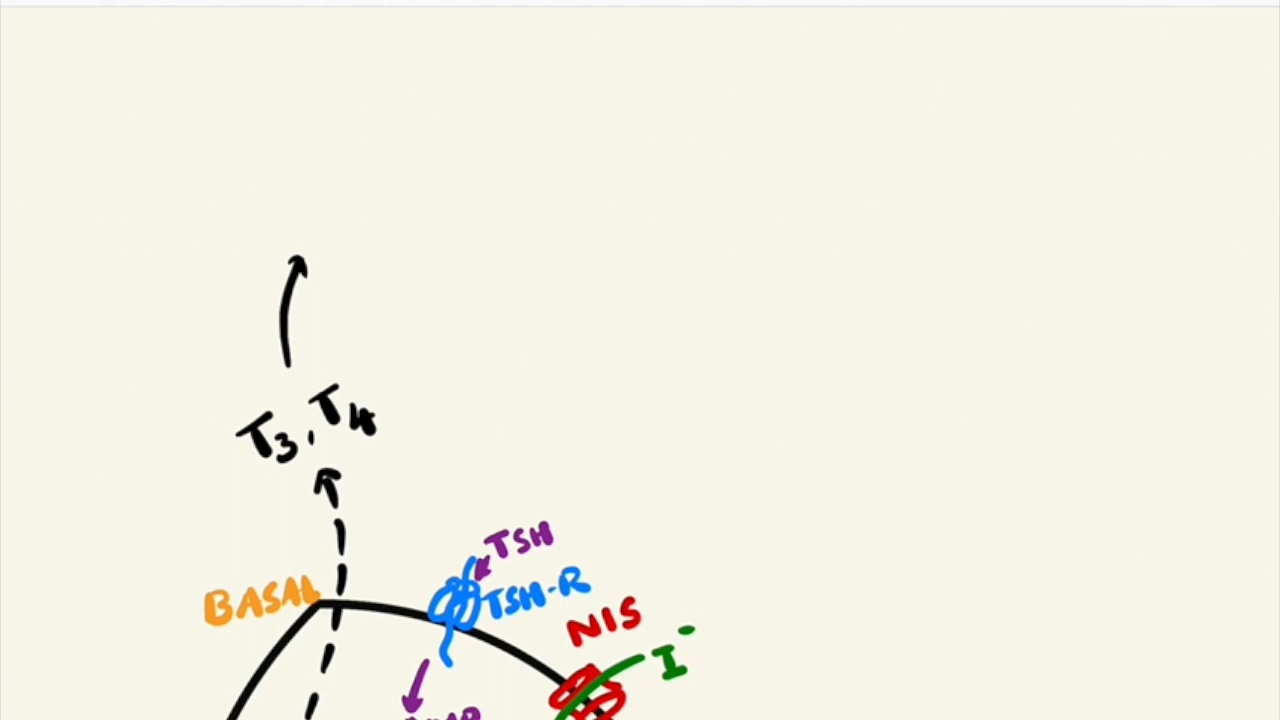 T3, T4
TSH
BASAL
TSH-R
NIS
I-